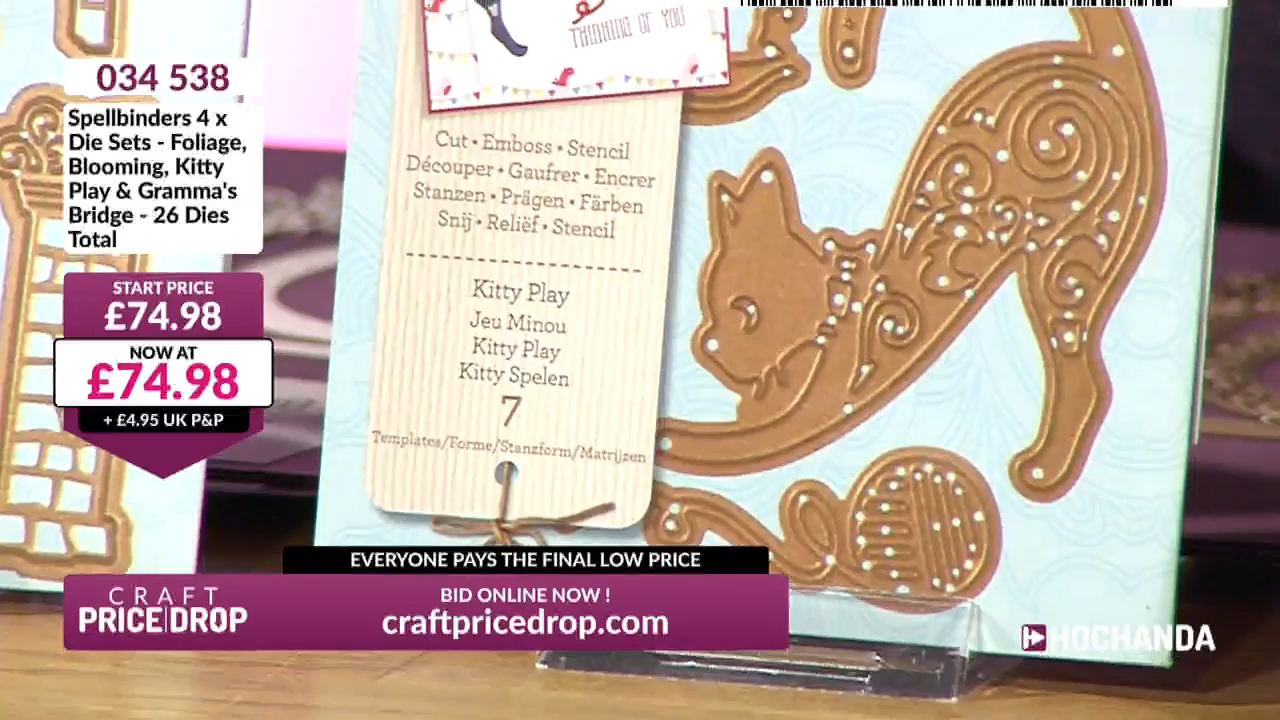 THINKING OF YOU
034 538
Spellbinders 4 x
Die Sets - Foliage,
Blooming, Kitty
Play & Gramma's
Bridge - 26 Dies
Total
START PRICE
£74.98
NOW AT
£74.98
+ £4.95 UK P&P
Cut • Emboss • Stencil
Découper • Gaufrer • Encrer
Stanzen • Prägen • Färben
Snij • Reliëf • Stencil
Kitty Play
Jeu Minou
Kitty Play
Kitty Spelen
7
Templates/Forme/Stanzform/Matrijzen
EVERYONE PAYS THE FINAL LOW PRICE
CRAFT
PRICE DROP
BID ONLINE NOW !
craftpricedrop.com
HOCHANDA